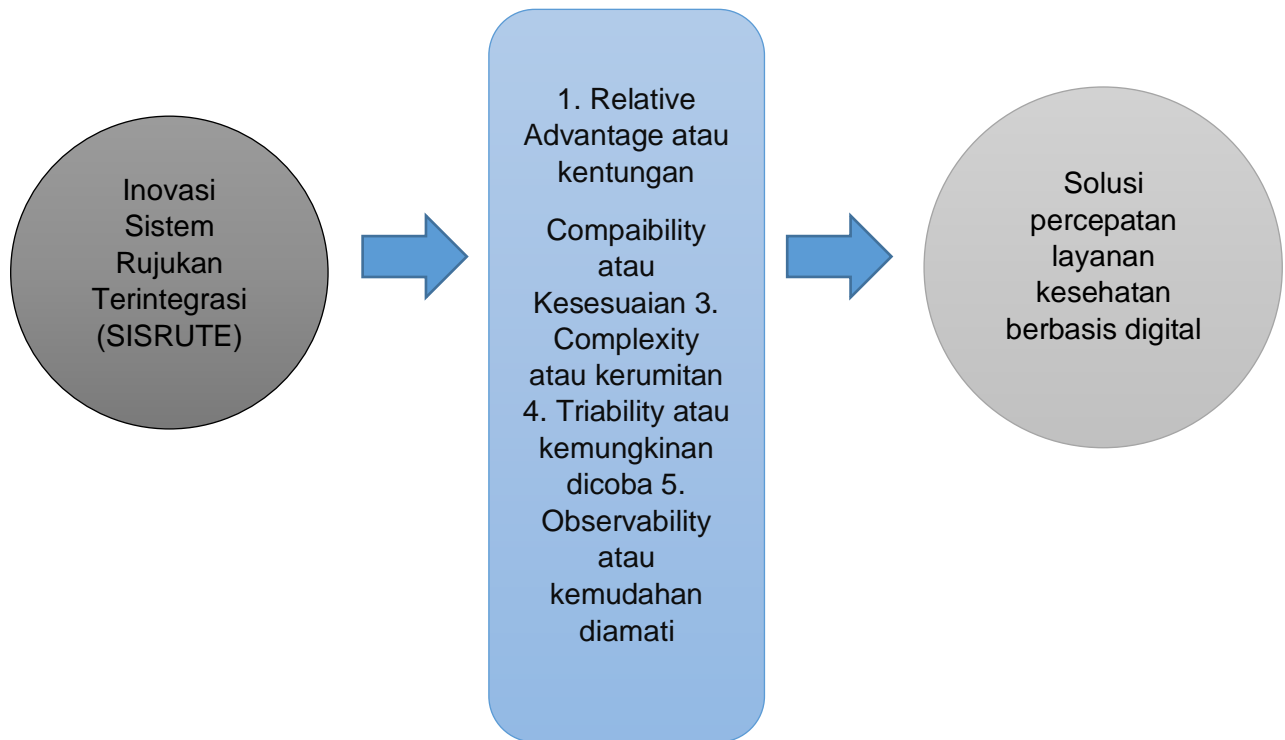 Inovasi
Sistem
Rujukan
Terintegrasi
(SISRUTE)
1. Relative
Advantage atau
kentungan
Compaibility
atau
Kesesuaian 3.
Complexity
atau kerumitan
4. Triability atau
kemungkinan
dicoba 5.
Observability
atau
kemudahan
diamati
Solusi
percepatan
layanan
kesehatan
berbasis digital